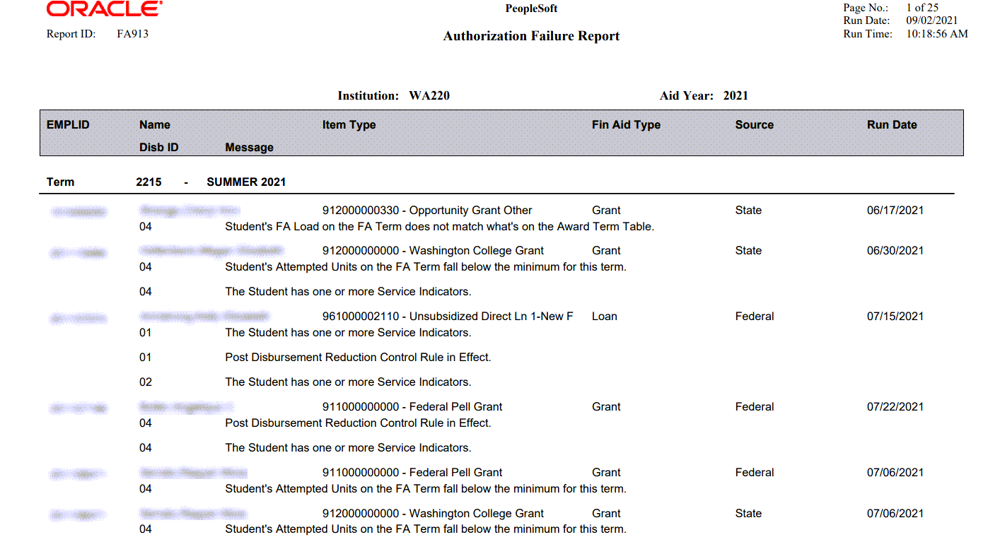 ORACLE PeopleSoft Page No.: 1 of 25
Run Date: 09/02/2021
Report ID: FA913 Authorization Failure Report Run Time: 10:18:56 AM
Institution: WA220 Aid Year: 2021
EMPLID Name Item Type Fin Aid Type Source Run Date
Disb ID Message
Term 2215 - SUMMER 2021
912000000330 - Opportunity Grant Other Grant State 06/17/2021
04 Student's FA Load on the FA Term does not match what's on the Award Term Table.
912000000000 - Washington College Grant Grant State 06/30/2021
04 Student's Attempted Units on the FA Term fall below the minimum for this term.
04 The Student has one or more Service Indicators.
961000002110 - Unsubsidized Direct Ln 1-New F Loan Federal 07/15/2021
01 The Student has one or more Service Indicators.
01 Post Disbursement Reduction Control Rule in Effect.
02 The Student has one or more Service Indicators.
911000000000 - Federal Pell Grant Grant Federal 07/22/2021
04 Post Disbursement Reduction Control Rule in Effect.
04 The Student has one or more Service Indicators.
911000000000 - Federal Pell Grant Grant Federal 07/06/2021
04 Student's Attempted Units on the FA Term fall below the minimum for this term.
912000000000 - Washington College Grant Grant State 07/06/2021
04 Student's Attempted Units on the FA Term fall below the minimum for this term.